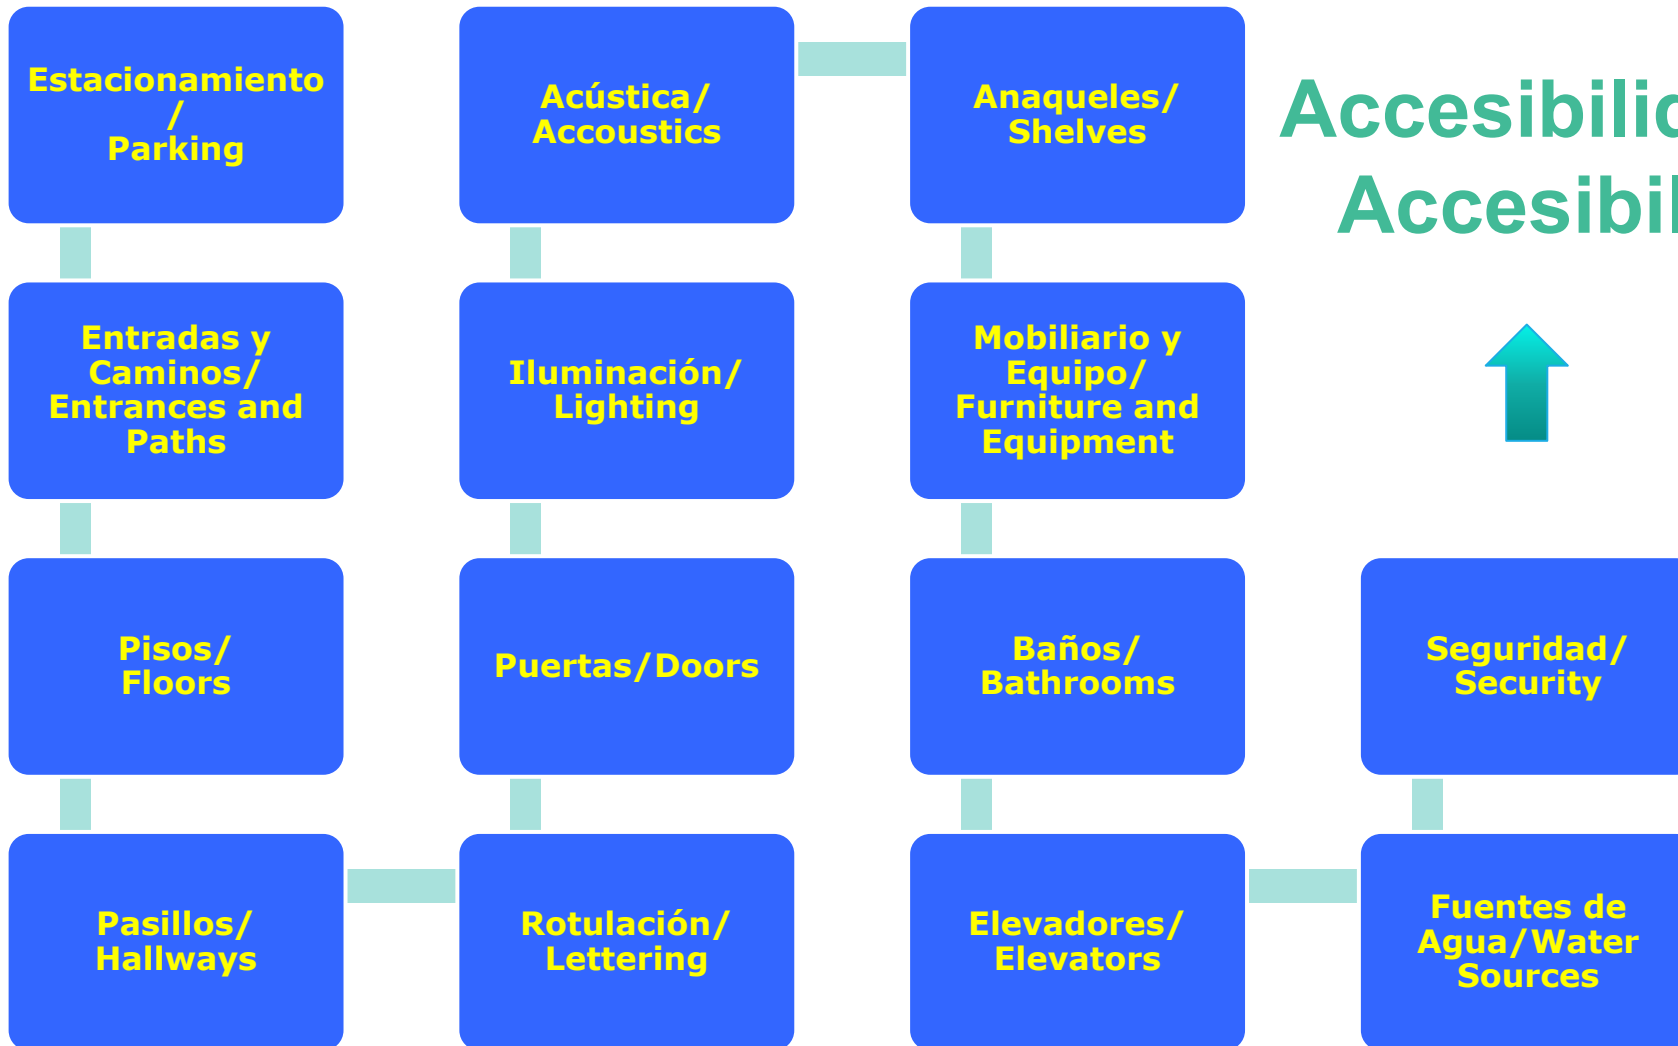 Estacionamiento
/
Parking
Entradas y
Caminos/
Entrances and
Paths
Pisos/
Floors
Pasillos/
Hallways
Rotulación/
Lettering
Puertas/Doors
Iluminación/
Lighting
Acústica/
Accoustics
Anaqueles/
Shelves
Mobiliario y
Equipo/
Furniture and
Equipment
Baños/
Bathrooms
Elevadores/
Elevators
Fuentes de
Agua/Water
Sources
Seguridad/
Security